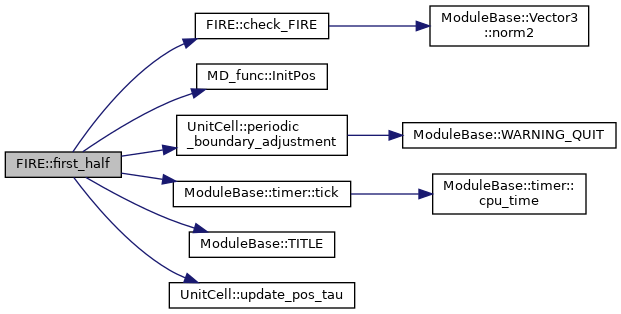 FIRE::first_half
FIRE::check_FIRE
ModuleBase::Vector3
::norm2
MD_func::InitPos
UnitCell::periodic
_boundary_adjustment
ModuleBase::WARNING_QUIT
ModuleBase::timer::tick
ModuleBase::timer::
cpu_time
ModuleBase::TITLE
UnitCell::update_pos_tau